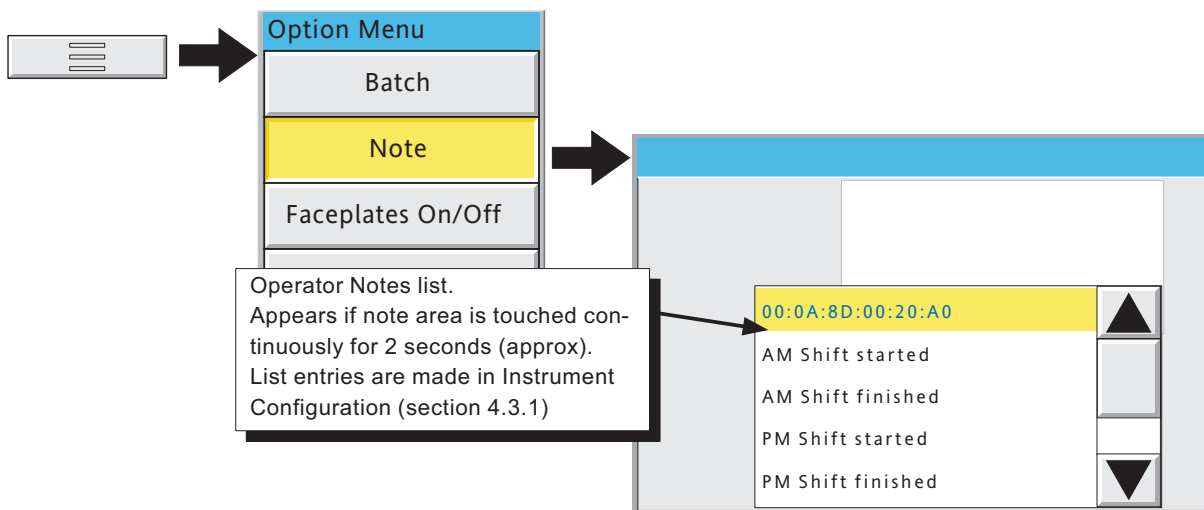 Option Menu
Batch
Note
Faceplates On/Off
Operator Notes list.
Appears if note area is touched con-
tinuously for 2 seconds (approx).
List entries are made in Instrument
Configuration (section 4.3.1)
00:0A:8D:00:20:A0
AM Shift started
AM Shift finished
PM Shift started
PM Shift finished